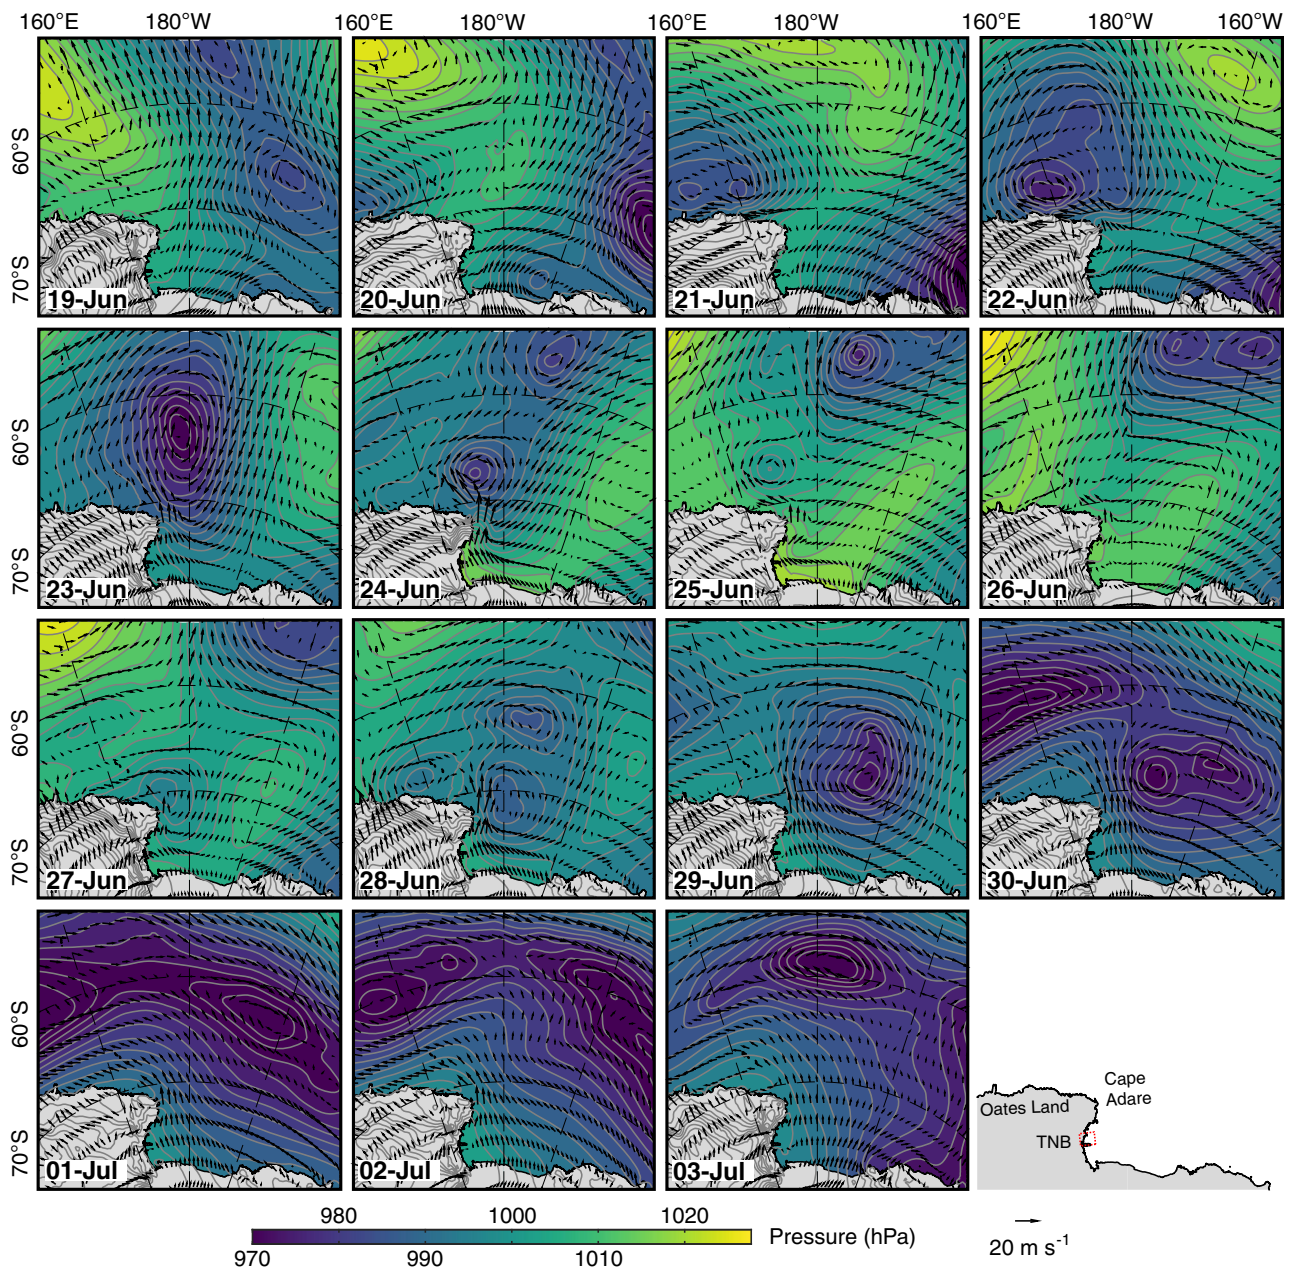 160°E 180°W 160°E 180°W 160°E 180°W 160°E 180°W 160°W
60°S
70°S
19-Jun 20-Jun 21-Jun 22-Jun
60°S
70°S
23-Jun 24-Jun 25-Jun 26-Jun
60°S
70°S
27-Jun 28-Jun 29-Jun 30-Jun
60°S
70°S
01-Jul 02-Jul 03-Jul
Cape
Adare
Oates Land
TNB
980 1000 1020
970 990 1010
Pressure (hPa)
20 m s⁻¹